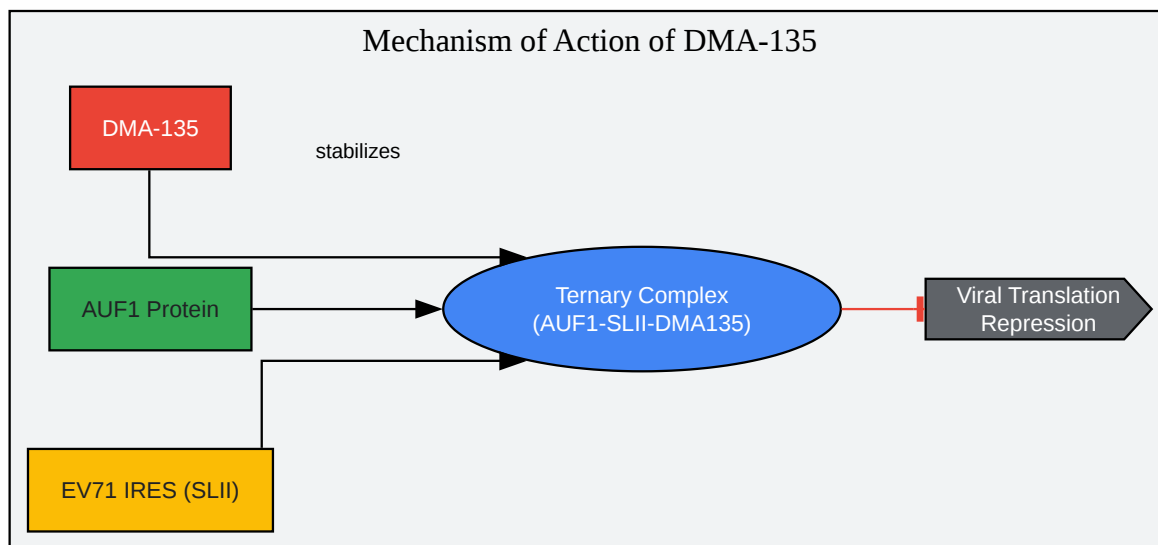 Mechanism of Action of DMA-135
DMA-135
stabilizes
AUF1 Protein
Ternary Complex
(AUF1-SLII-DMA135)
Viral Translation
Repression
EV71 IRES (SLII)